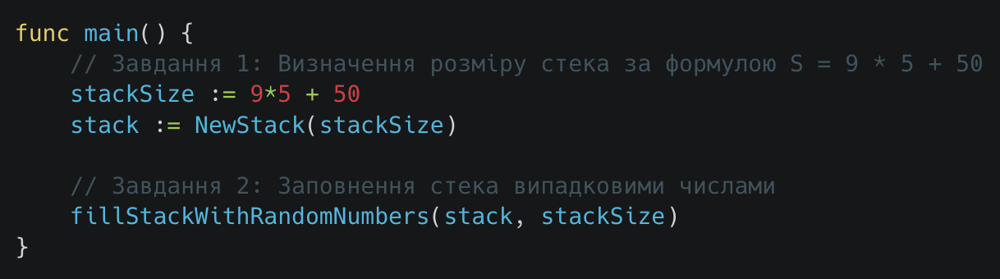 func main() {
    // Завдання 1: Визначення розміру стека за формулою S = 9 * 5 + 50
    stackSize := 9*5 + 50
    stack := NewStack(stackSize)

    // Завдання 2: Заповнення стека випадковими числами
    fillStackWithRandomNumbers(stack, stackSize)
}